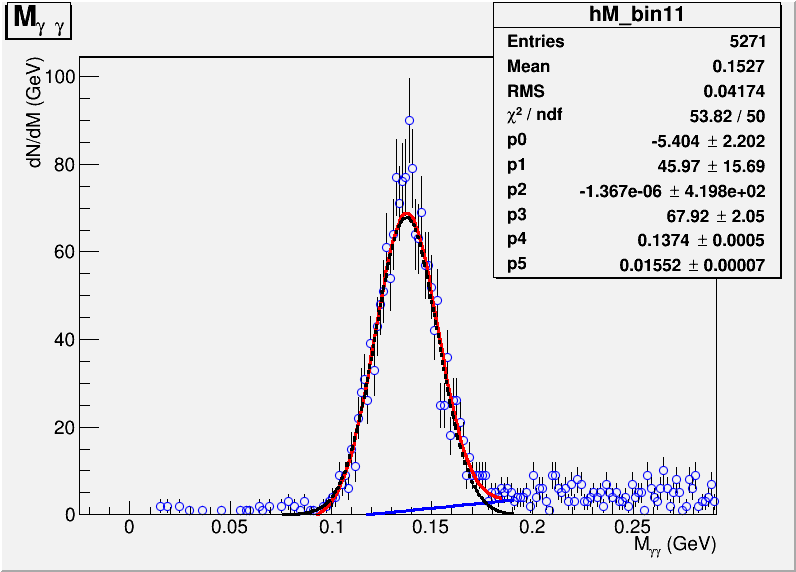 M γ γ
hM_bin11
Entries 5271
Mean 0.1527
RMS 0.04174
χ² / ndf 53.82 / 50
p0 -5.404 ± 2.202
p1 45.97 ± 15.69
p2 -1.367e-06 ± 4.198e+02
p3 67.92 ± 2.05
p4 0.1374 ± 0.0005
p5 0.01552 ± 0.00007
dN/dM (GeV)
100
80
60
40
20
0
0 0.05 0.1 0.15 0.2 0.25
Mγγ (GeV)